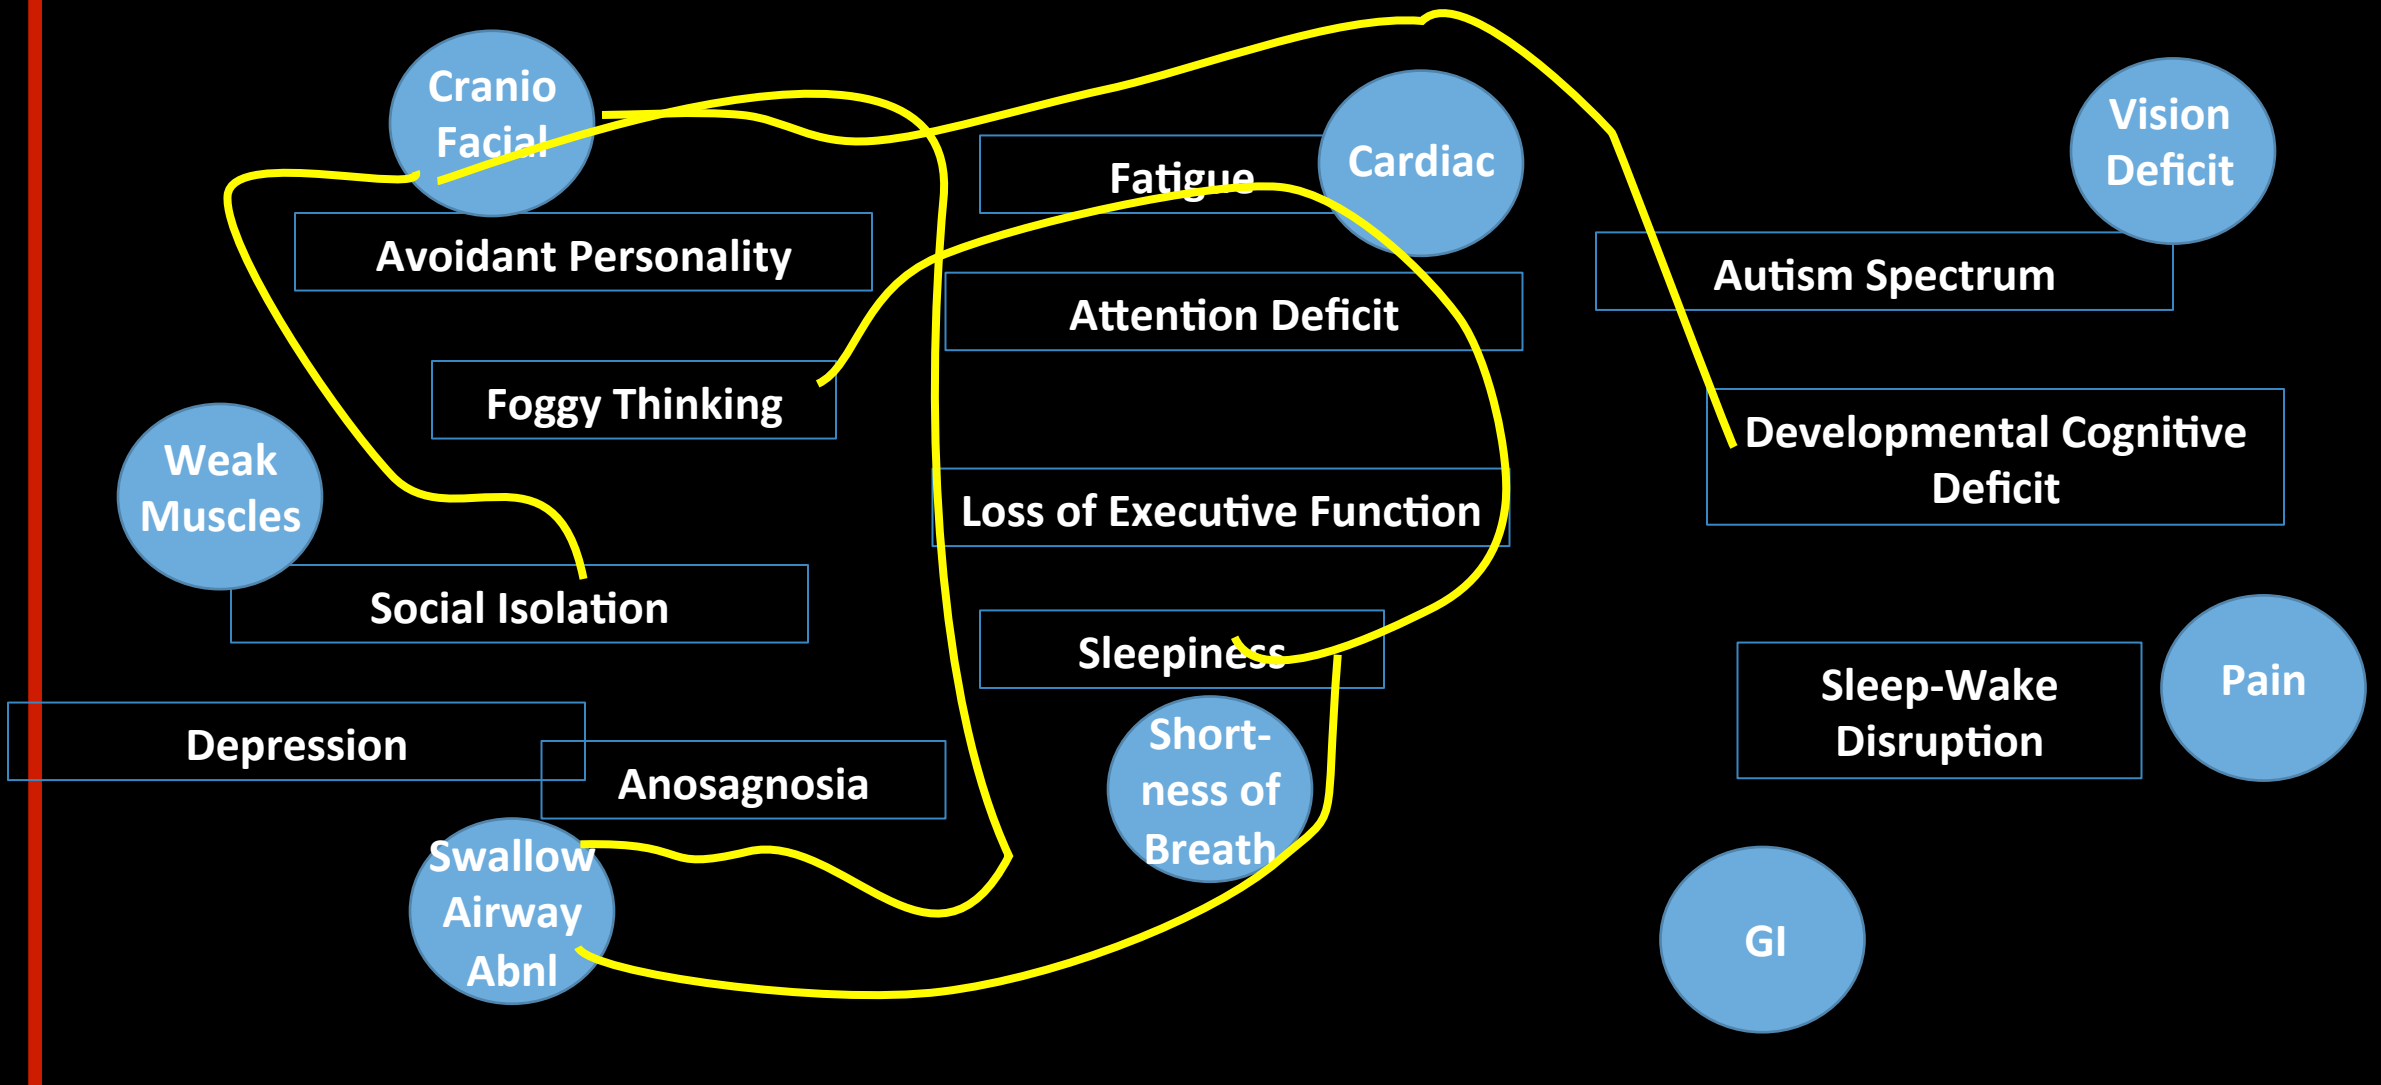 Cranio
Facial
Cardiac
Vision
Deficit
Fatigue
Avoidant Personality
Autism Spectrum
Attention Deficit
Foggy Thinking
Developmental Cognitive
Deficit
Weak
Muscles
Loss of Executive Function
Social Isolation
Sleepiness
Sleep-Wake
Disruption
Pain
Depression
Anosagnosia
Short-
ness of
Breath
Swallow
Airway
Abnl
GI